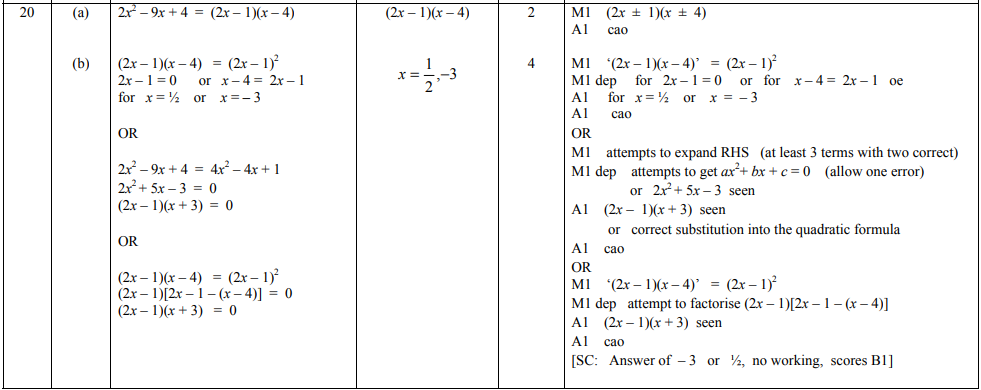 20 (a) 2x² – 9x + 4 = (2x – 1)(x – 4) (2x – 1)(x – 4) 2 M1 (2x ± 1)(x ± 4)
A1 cao
(b) (2x – 1)(x – 4) = (2x – 1)² x = 1/2, –3 4 M1 ‘(2x – 1)(x – 4)’ = (2x – 1)²
2x – 1 = 0 or x – 4 = 2x – 1 M1 dep for 2x – 1 = 0 or for x – 4 = 2x – 1 oe
for x = ½ or x = – 3 A1 for x = ½ or x = – 3
A1 cao
OR OR
M1 attempts to expand RHS (at least 3 terms with two correct)
2x² – 9x + 4 = 4x² – 4x + 1 M1 dep attempts to get ax² + bx + c = 0 (allow one error)
2x² + 5x – 3 = 0 or 2x² + 5x – 3 seen
(2x – 1)(x + 3) = 0 A1 (2x – 1)(x + 3) seen
or correct substitution into the quadratic formula
OR A1 cao
OR
(2x – 1)(x – 4) = (2x – 1)² M1 ‘(2x – 1)(x – 4)’ = (2x – 1)²
(2x – 1)[2x – 1 – (x – 4)] = 0 M1 dep attempt to factorise (2x – 1)[2x – 1 – (x – 4)]
(2x – 1)(x + 3) = 0 A1 (2x – 1)(x + 3) seen
A1 cao
[SC: Answer of – 3 or ½, no working, scores B1]